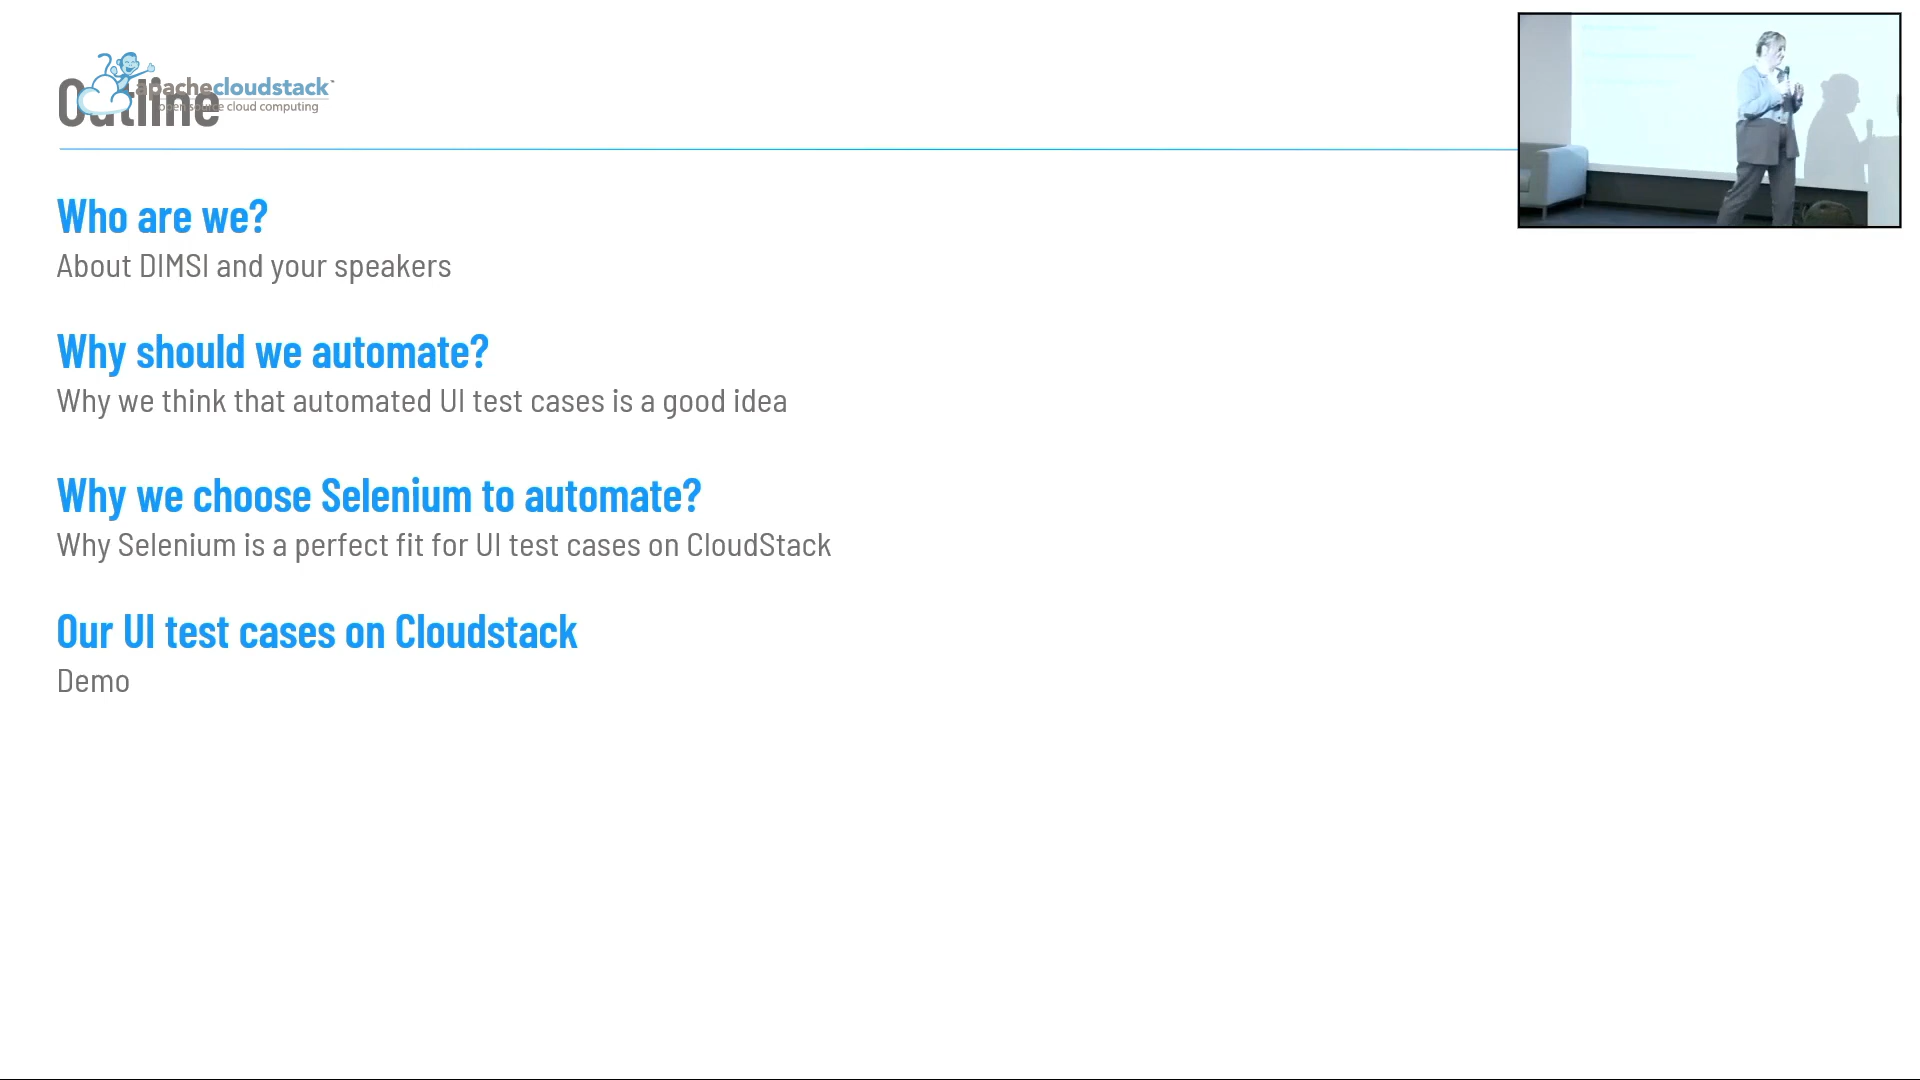 Outline
apachecloudstack™
open source cloud computing
Who are we?
About DIMSI and your speakers
Why should we automate?
Why we think that automated UI test cases is a good idea
Why we choose Selenium to automate?
Why Selenium is a perfect fit for UI test cases on CloudStack
Our UI test cases on Cloudstack
Demo